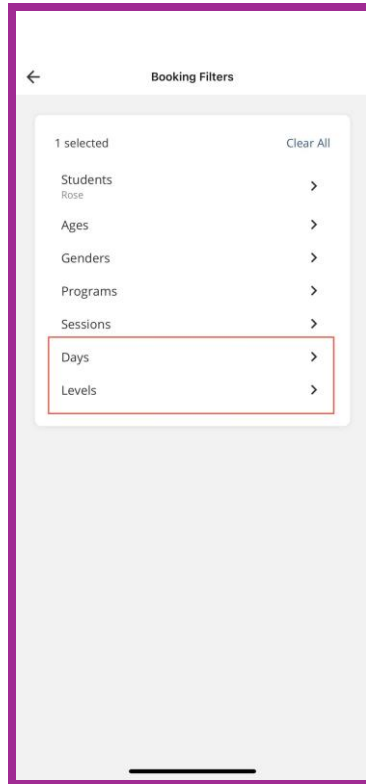 Booking Filters
1 selected
Clear All
Students
Rose
Ages
Genders
Programs
Sessions
Days
Levels